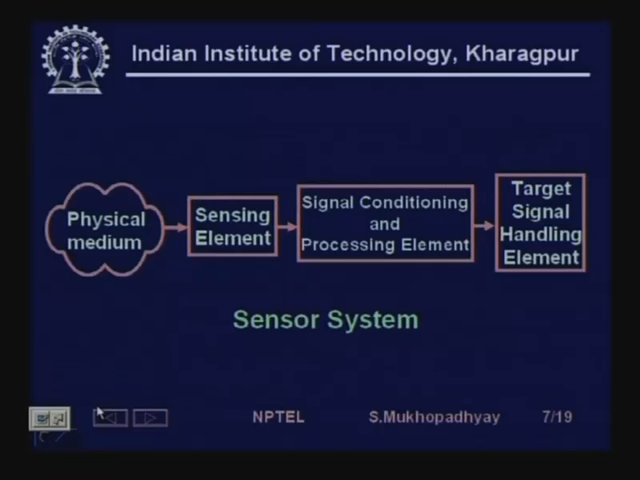 Indian Institute of Technology, Kharagpur
Physical
medium
Sensing
Element
Signal Conditioning
and
Processing Element
Target
Signal
Handling
Element
Sensor System
NPTEL S.Mukhopadhyay 7/19